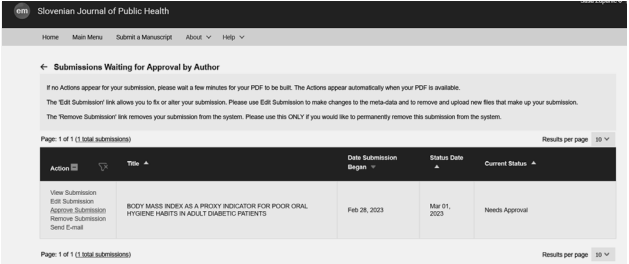 em Slovenian Journal of Public Health
Home Main Menu Submit a Manuscript About Help
← Submissions Waiting for Approval by Author
If no Actions appear for your submission, please wait a few minutes for your PDF to be built. The Actions appear automatically when your PDF is available.
The 'Edit Submission' link allows you to fix or alter your submission. Please use Edit Submission to make changes to the meta-data and to remove and upload new files that make up your submission.
The 'Remove Submission' link removes your submission from the system. Please use this ONLY if you would like to permanently remove this submission from the system.
Page: 1 of 1 (1 total submissions) Results per page 10
Action Title Date Submission Began Status Date Current Status
View Submission
Edit Submission
Approve Submission
Remove Submission
Send E-mail
BODY MASS INDEX AS A PROXY INDICATOR FOR POOR ORAL
HYGIENE HABITS IN ADULT DIABETIC PATIENTS
Feb 28, 2023
Mar 01,
2023
Needs Approval
Page: 1 of 1 (1 total submissions) Results per page 10